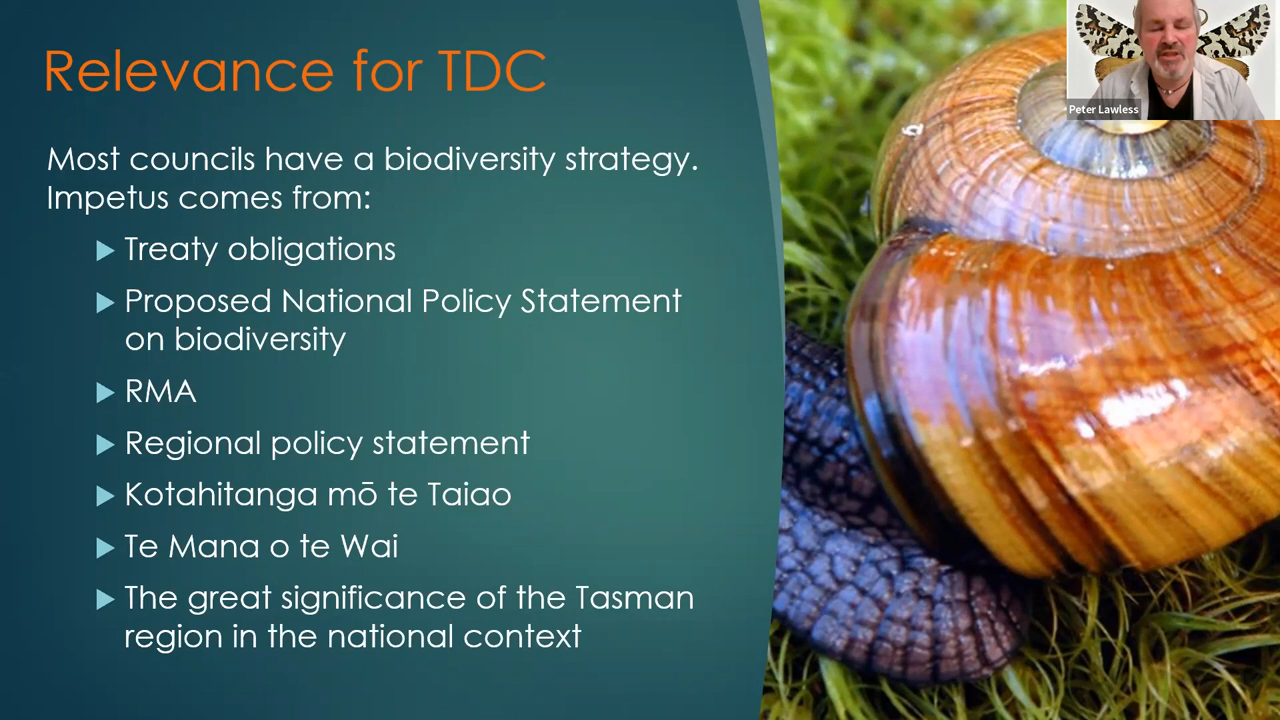 Relevance for TDC
Peter Lawless
Most councils have a biodiversity strategy.
Impetus comes from:
Treaty obligations
Proposed National Policy Statement
on biodiversity
RMA
Regional policy statement
Kotahitanga mō te Taiao
Te Mana o te Wai
The great significance of the Tasman
region in the national context